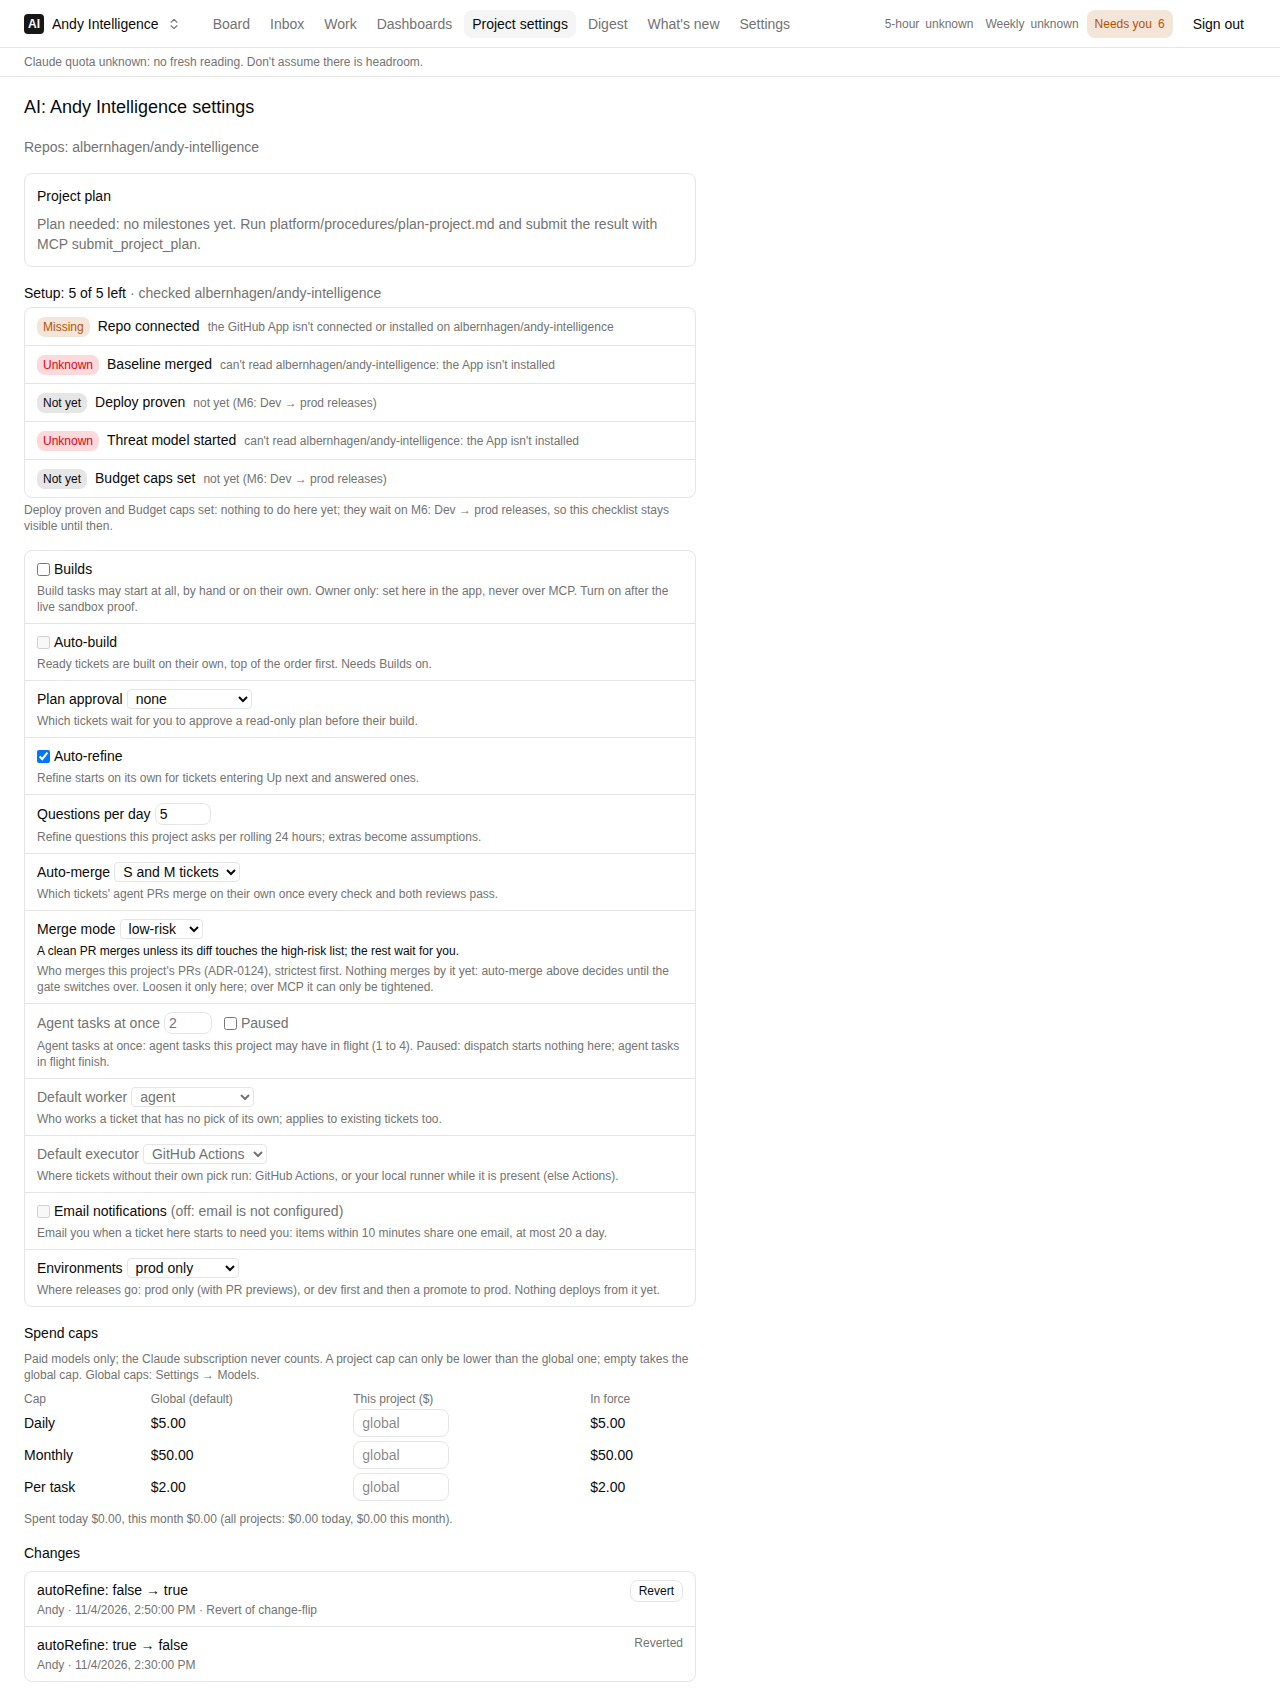 AI Andy Intelligence Board Inbox Work Dashboards Project settings Digest What's new Settings 5-hour unknown Weekly unknown Needs you 6 Sign out
Claude quota unknown: no fresh reading. Don't assume there is headroom.
AI: Andy Intelligence settings
Repos: albernhagen/andy-intelligence
Project plan
Plan needed: no milestones yet. Run platform/procedures/plan-project.md and submit the result with
MCP submit_project_plan.
Setup: 5 of 5 left · checked albernhagen/andy-intelligence
Missing Repo connected the GitHub App isn't connected or installed on albernhagen/andy-intelligence
Unknown Baseline merged can't read albernhagen/andy-intelligence: the App isn't installed
Not yet Deploy proven not yet (M6: Dev → prod releases)
Unknown Threat model started can't read albernhagen/andy-intelligence: the App isn't installed
Not yet Budget caps set not yet (M6: Dev → prod releases)
Deploy proven and Budget caps set: nothing to do here yet; they wait on M6: Dev → prod releases, so this checklist stays
visible until then.
Builds
Build tasks may start at all, by hand or on their own. Owner only: set here in the app, never over MCP. Turn on after the
live sandbox proof.
Auto-build
Ready tickets are built on their own, top of the order first. Needs Builds on.
Plan approval none
Which tickets wait for you to approve a read-only plan before their build.
Auto-refine
Refine starts on its own for tickets entering Up next and answered ones.
Questions per day 5
Refine questions this project asks per rolling 24 hours; extras become assumptions.
Auto-merge S and M tickets
Which tickets' agent PRs merge on their own once every check and both reviews pass.
Merge mode low-risk
A clean PR merges unless its diff touches the high-risk list; the rest wait for you.
Who merges this project's PRs (ADR-0124), strictest first. Nothing merges by it yet: auto-merge above decides until the
gate switches over. Loosen it only here; over MCP it can only be tightened.
Agent tasks at once 2 Paused
Agent tasks at once: agent tasks this project may have in flight (1 to 4). Paused: dispatch starts nothing here; agent tasks
in flight finish.
Default worker agent
Who works a ticket that has no pick of its own; applies to existing tickets too.
Default executor GitHub Actions
Where tickets without their own pick run: GitHub Actions, or your local runner while it is present (else Actions).
Email notifications (off: email is not configured)
Email you when a ticket here starts to need you: items within 10 minutes share one email, at most 20 a day.
Environments prod only
Where releases go: prod only (with PR previews), or dev first and then a promote to prod. Nothing deploys from it yet.
Spend caps
Paid models only; the Claude subscription never counts. A project cap can only be lower than the global one; empty takes the
global cap. Global caps: Settings → Models.
Cap Global (default) This project ($) In force
Daily $5.00 global $5.00
Monthly $50.00 global $50.00
Per task $2.00 global $2.00
Spent today $0.00, this month $0.00 (all projects: $0.00 today, $0.00 this month).
Changes
autoRefine: false → true Revert
Andy · 11/4/2026, 2:50:00 PM · Revert of change-flip
autoRefine: true → false Reverted
Andy · 11/4/2026, 2:30:00 PM